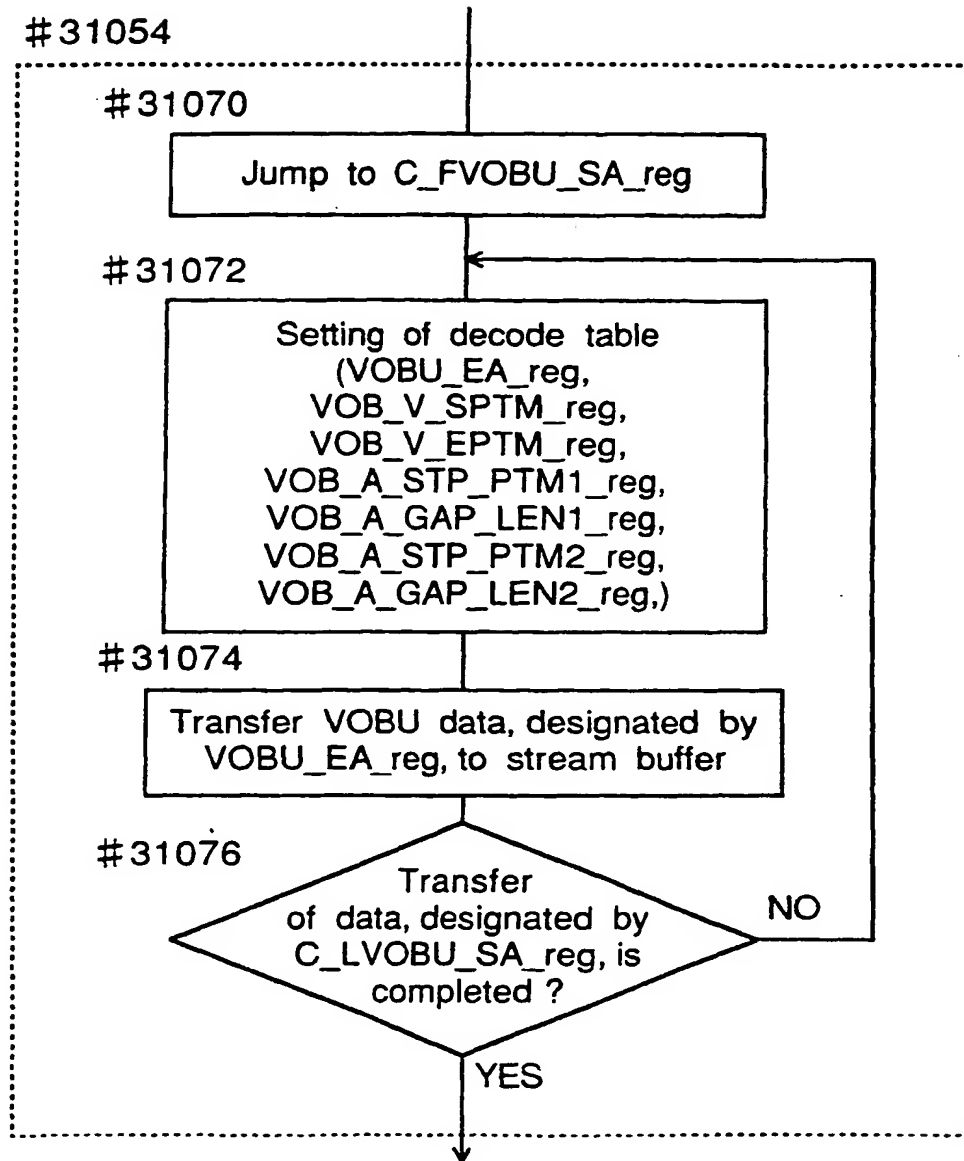 #31054
#31070
Jump to C_FVOBU_SA_reg
#31072
Setting of decode table
(VOBU_EA_reg,
VOB_V_SPTM_reg,
VOB_V_EPTM_reg,
VOB_A_STP_PTM1_reg,
VOB_A_GAP_LEN1_reg,
VOB_A_STP_PTM2_reg,
VOB_A_GAP_LEN2_reg,)
#31074
Transfer VOBU data, designated by
VOBU_EA_reg, to stream buffer
#31076
Transfer
of data, designated by
C_LVOBU_SA_reg, is
completed ?
NO
YES